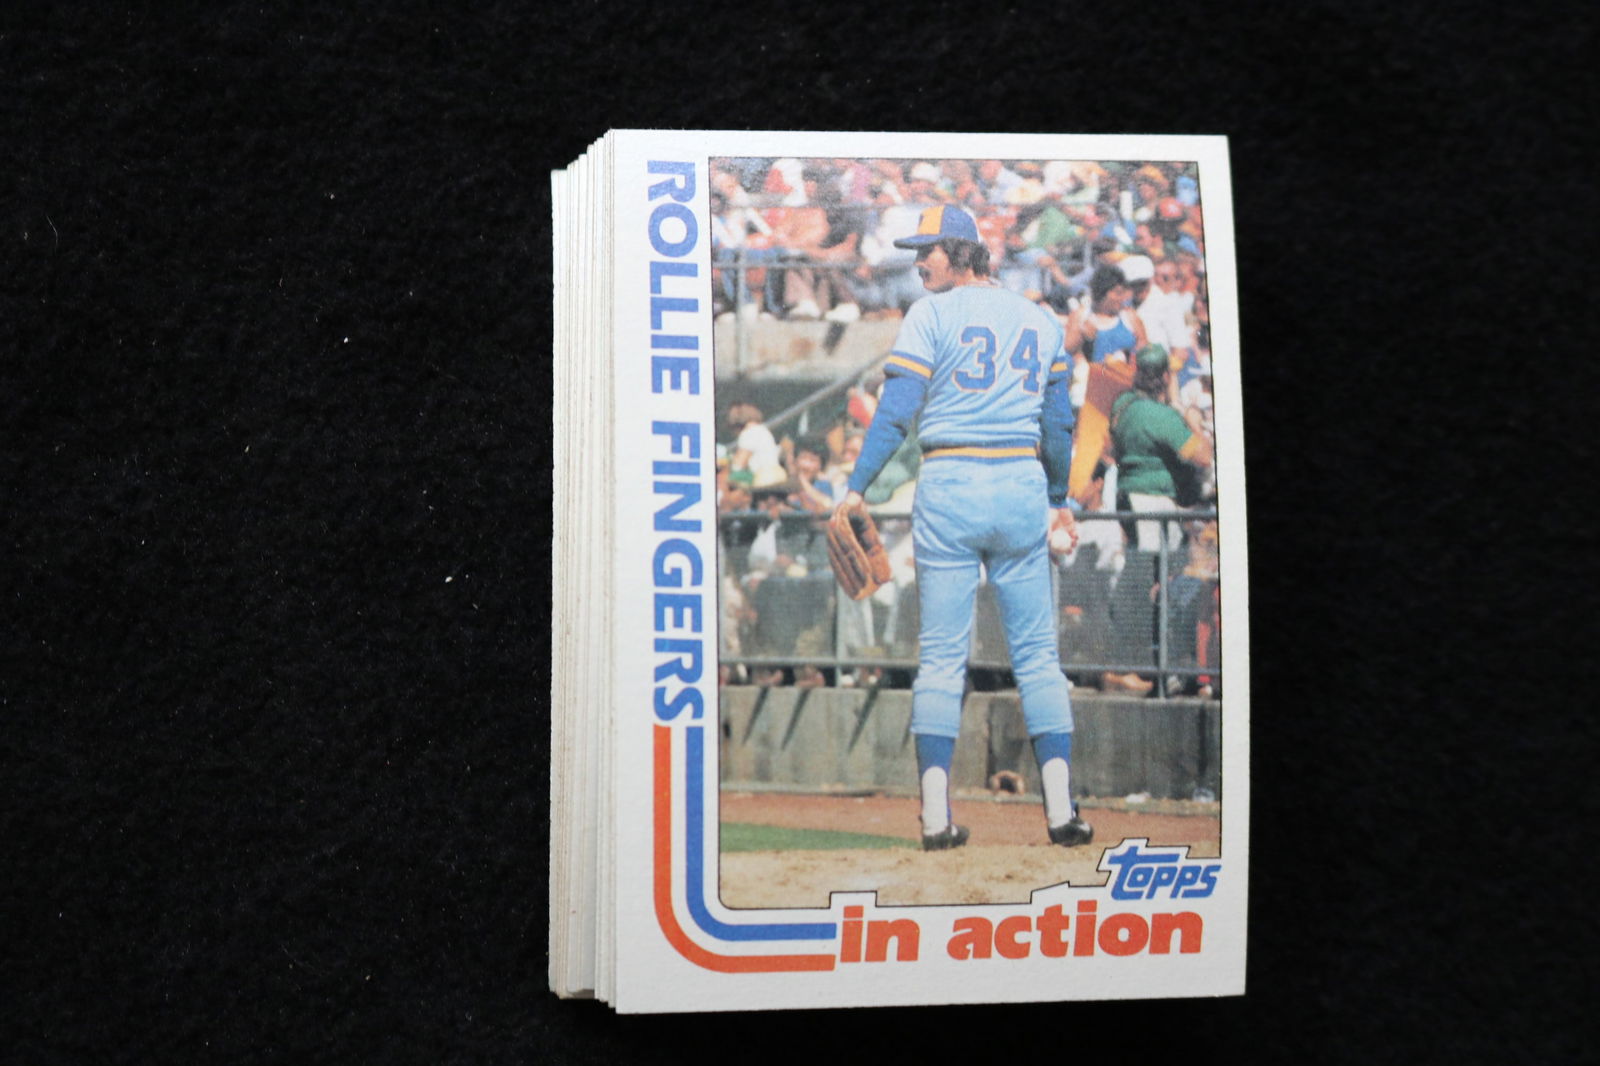 ROLLIE FINGERS
34
topps
in action